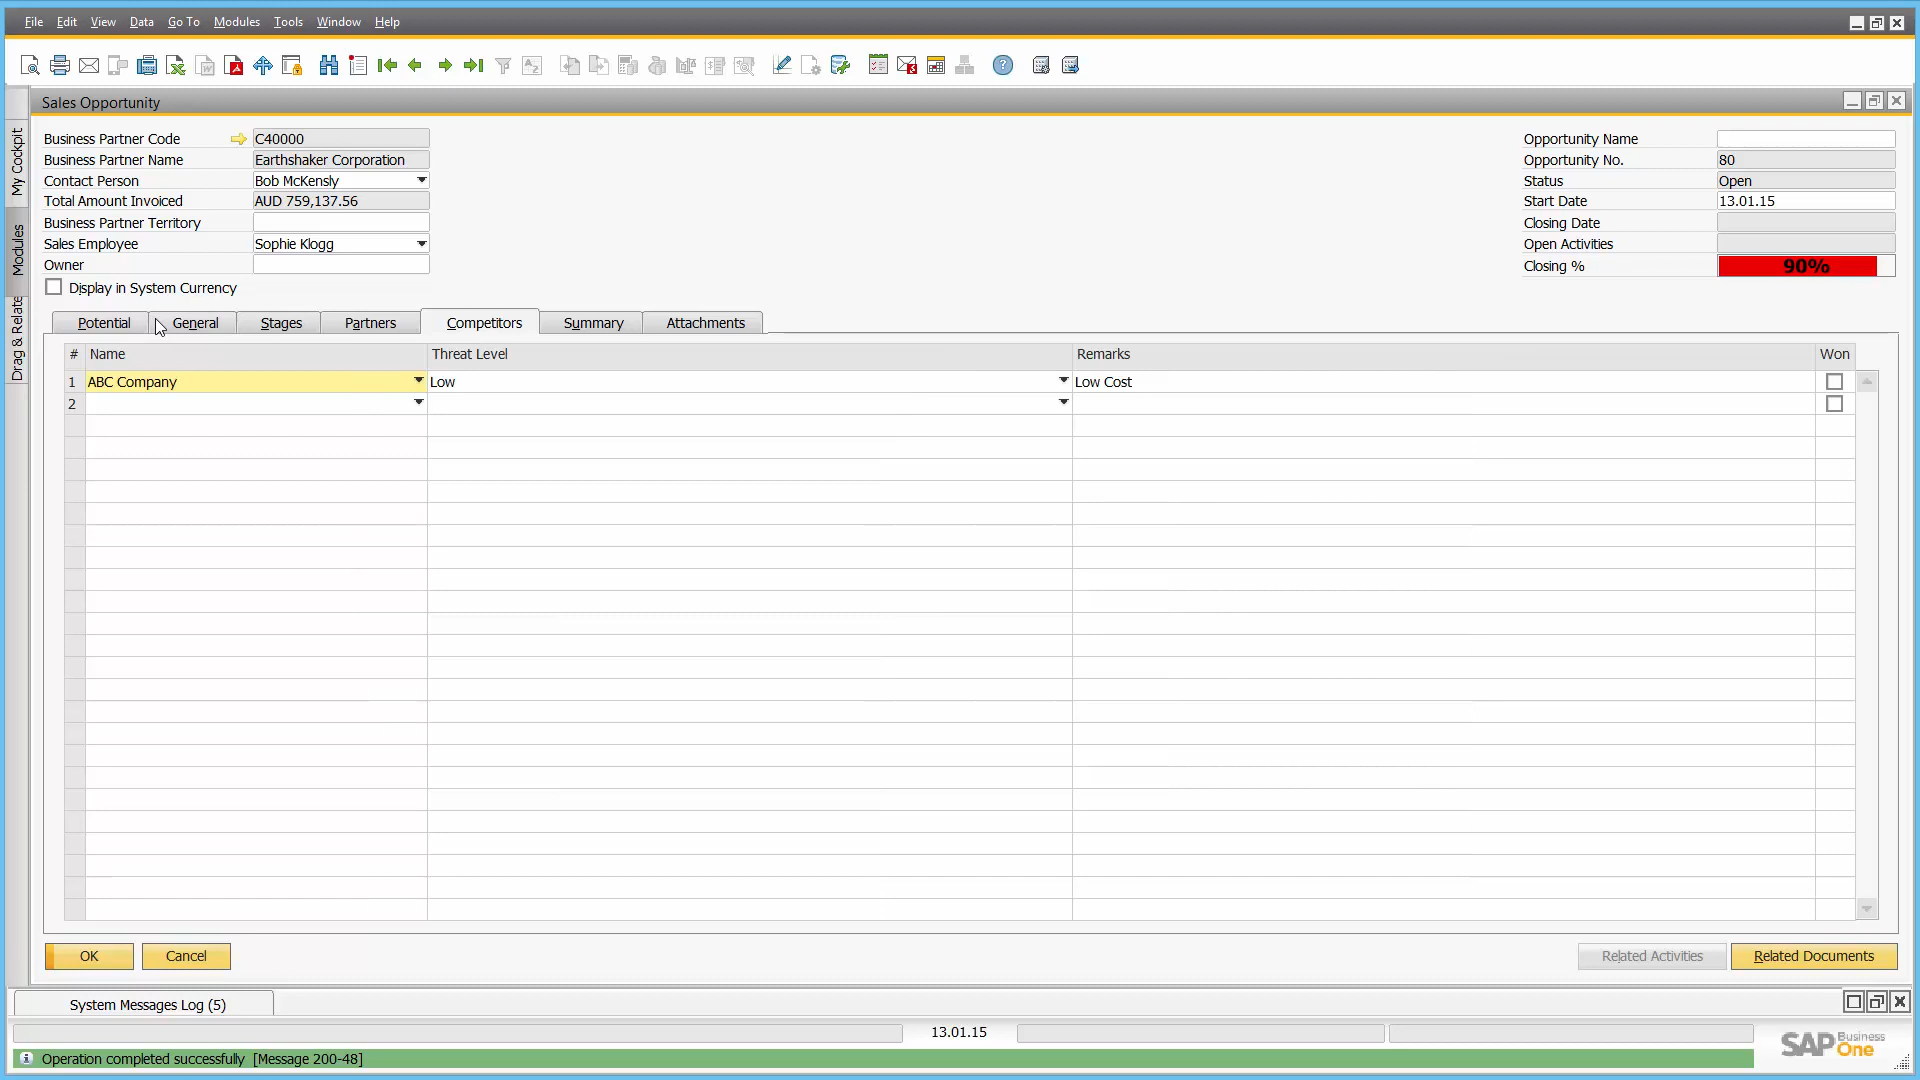 File Edit View Data Go To Modules Tools Window Help
Sales Opportunity
My Cockpit
Modules
Drag & Relate
Business Partner Code C40000
Business Partner Name Earthshaker Corporation
Contact Person Bob McKensly
Total Amount Invoiced AUD 759,137.56
Business Partner Territory
Sales Employee Sophie Klogg
Owner
Display in System Currency
Opportunity Name
Opportunity No. 80
Status Open
Start Date 13.01.15
Closing Date
Open Activities
Closing % 90%
Potential General Stages Partners Competitors Summary Attachments
# Name Threat Level Remarks Won
1 ABC Company Low Low Cost
2
OK Cancel Related Activities Related Documents
System Messages Log (5)
13.01.15
Operation completed successfully [Message 200-48]
SAP Business One